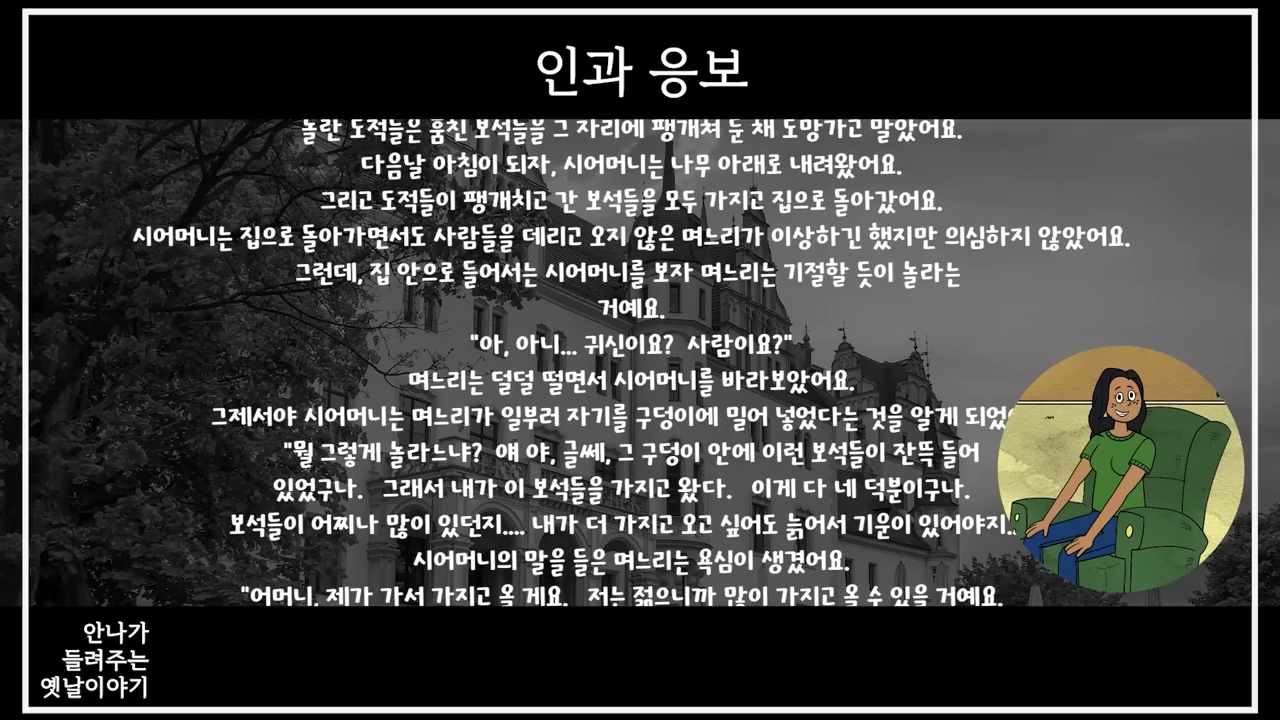 인과 응보
놀란 도적들은 훔친 보석들을 그 자리에 팽개쳐 둔 채 도망가고 말았어요.
다음날 아침이 되자, 시어머니는 나무 아래로 내려왔어요.
그리고 도적들이 팽개치고 간 보석들을 모두 가지고 집으로 돌아갔어요.
시어머니는 집으로 돌아가면서도 사람들을 데리고 오지 않은 며느리가 이상하긴 했지만 의심하지 않았어요.
그런데, 집 안으로 들어서는 시어머니를 보자 며느리는 기절할 듯이 놀라는
거예요.
"아, 아니... 귀신이요? 사람이요?"
며느리는 덜덜 떨면서 시어머니를 바라보았어요.
그제서야 시어머니는 며느리가 일부러 자기를 구덩이에 밀어 넣었다는 것을 알게
"뭘 그렇게 놀라느냐? 얘 야, 글쎄, 그 구덩이 안에 이런 보석들이 잔뜩 들어
있었구나. 그래서 내가 이 보석들을 가지고 왔다. 이게 다 네 덕분이구나.
보석들이 어찌나 많이 있던지.... 내가 더 가지고 오고 싶어도 늙어서 기운이 있어야지..
시어머니의 말을 들은 며느리는 욕심이 생겼어요.
"어머니, 제가 가서 가지고 올 게요. 저는 젊으니까 많이 가지고 올 수 있을 거예요.
안나가
들려주는
옛날이야기